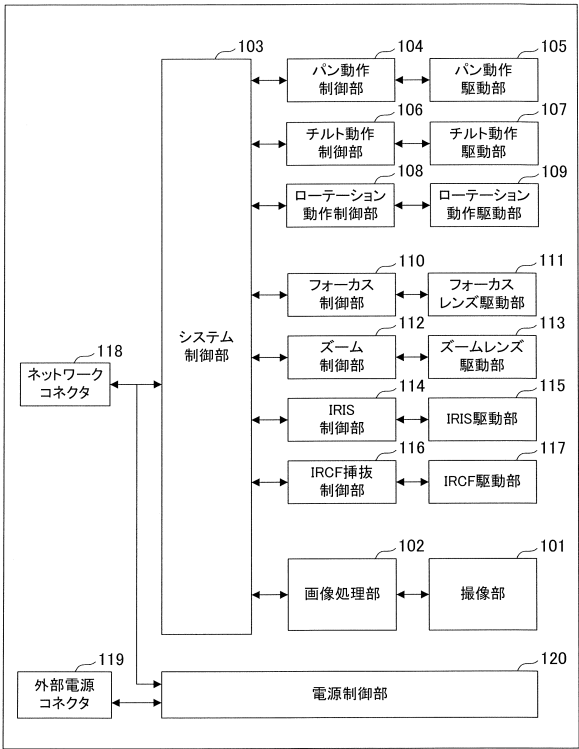 103
システム
制御部
104
パン動作
制御部
105
パン動作
駆動部
106
チルト動作
制御部
107
チルト動作
駆動部
108
ローテーション
動作制御部
109
ローテーション
動作駆動部
110
フォーカス
制御部
111
フォーカス
レンズ駆動部
112
ズーム
制御部
113
ズームレンズ
駆動部
118
ネットワーク
コネクタ
114
IRIS
制御部
115
IRIS駆動部
116
IRCF挿抜
制御部
117
IRCF駆動部
102
画像処理部
101
撮像部
119
外部電源
コネクタ
120
電源制御部